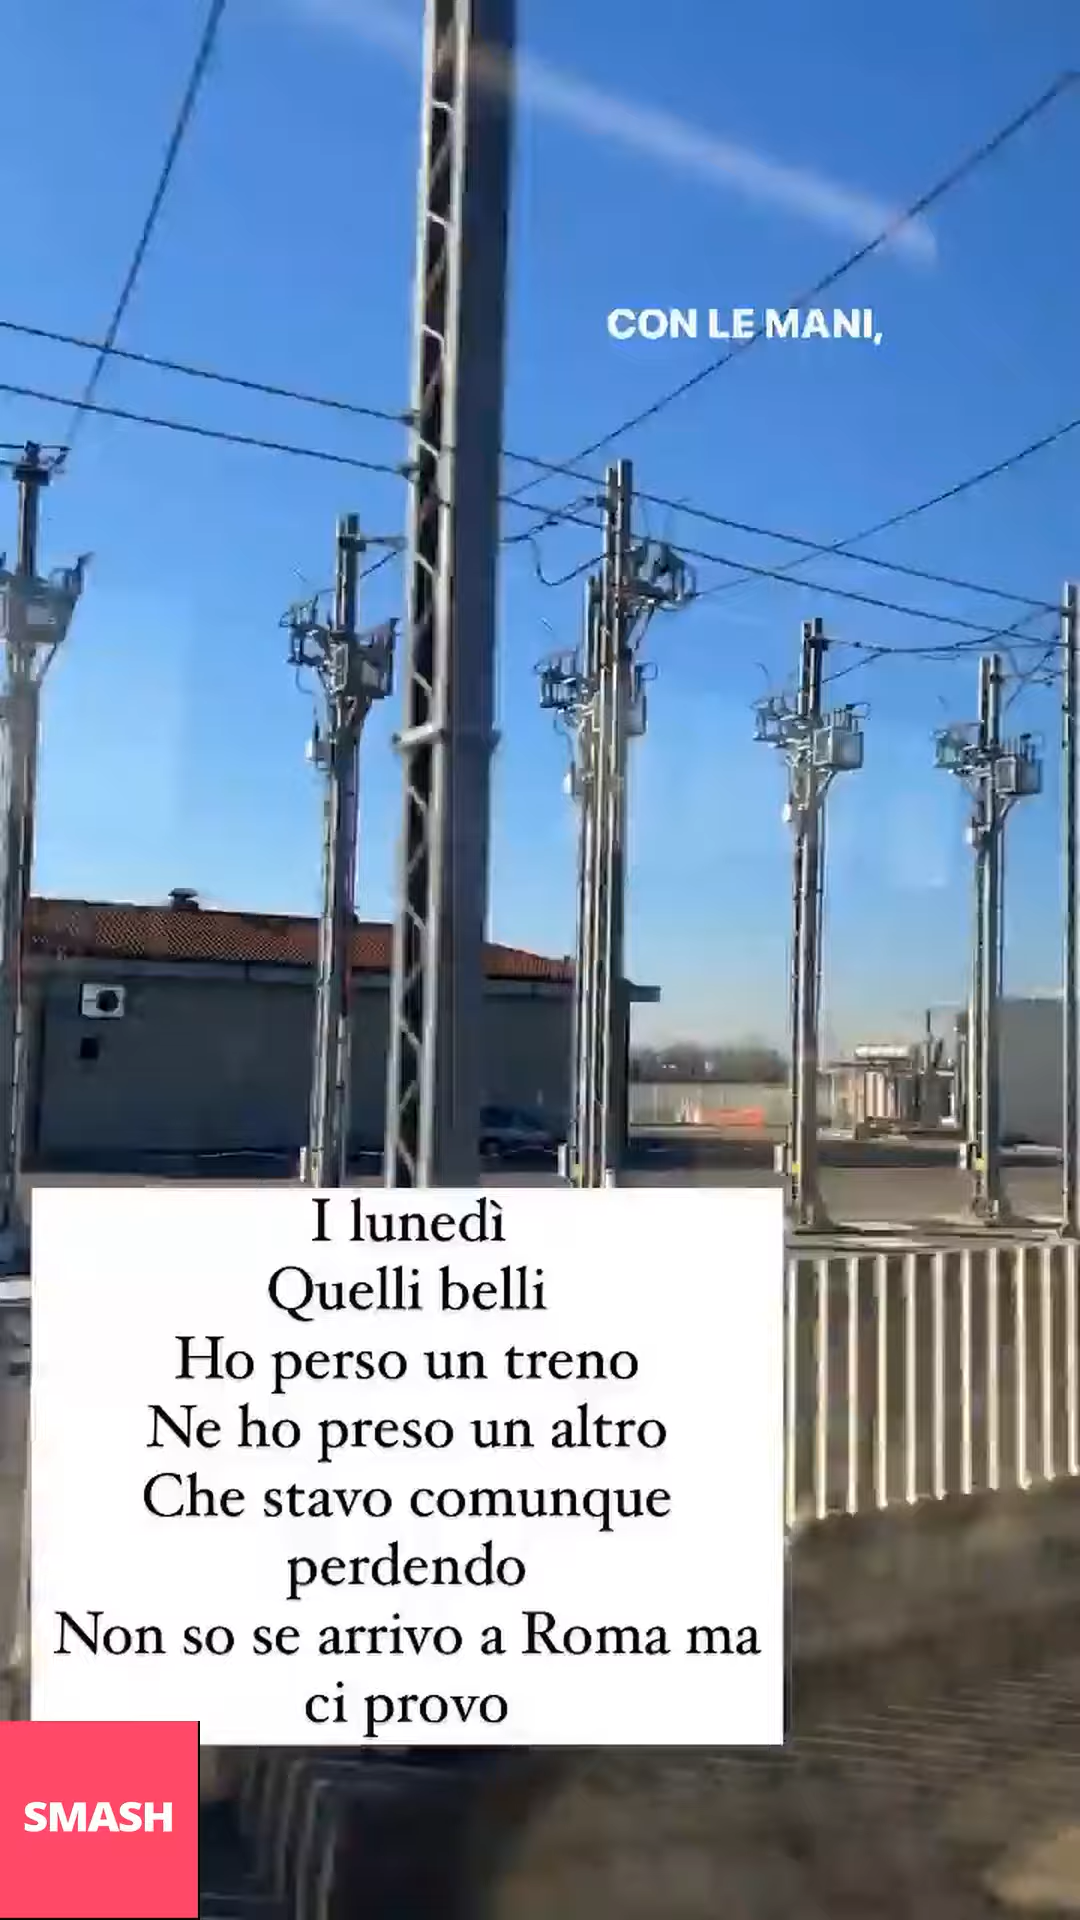 CON LE MANI,
I lunedì
Quelli belli
Ho perso un treno
Ne ho preso un altro
Che stavo comunque
perdendo
Non so se arrivo a Roma ma
ci provo
SMASH